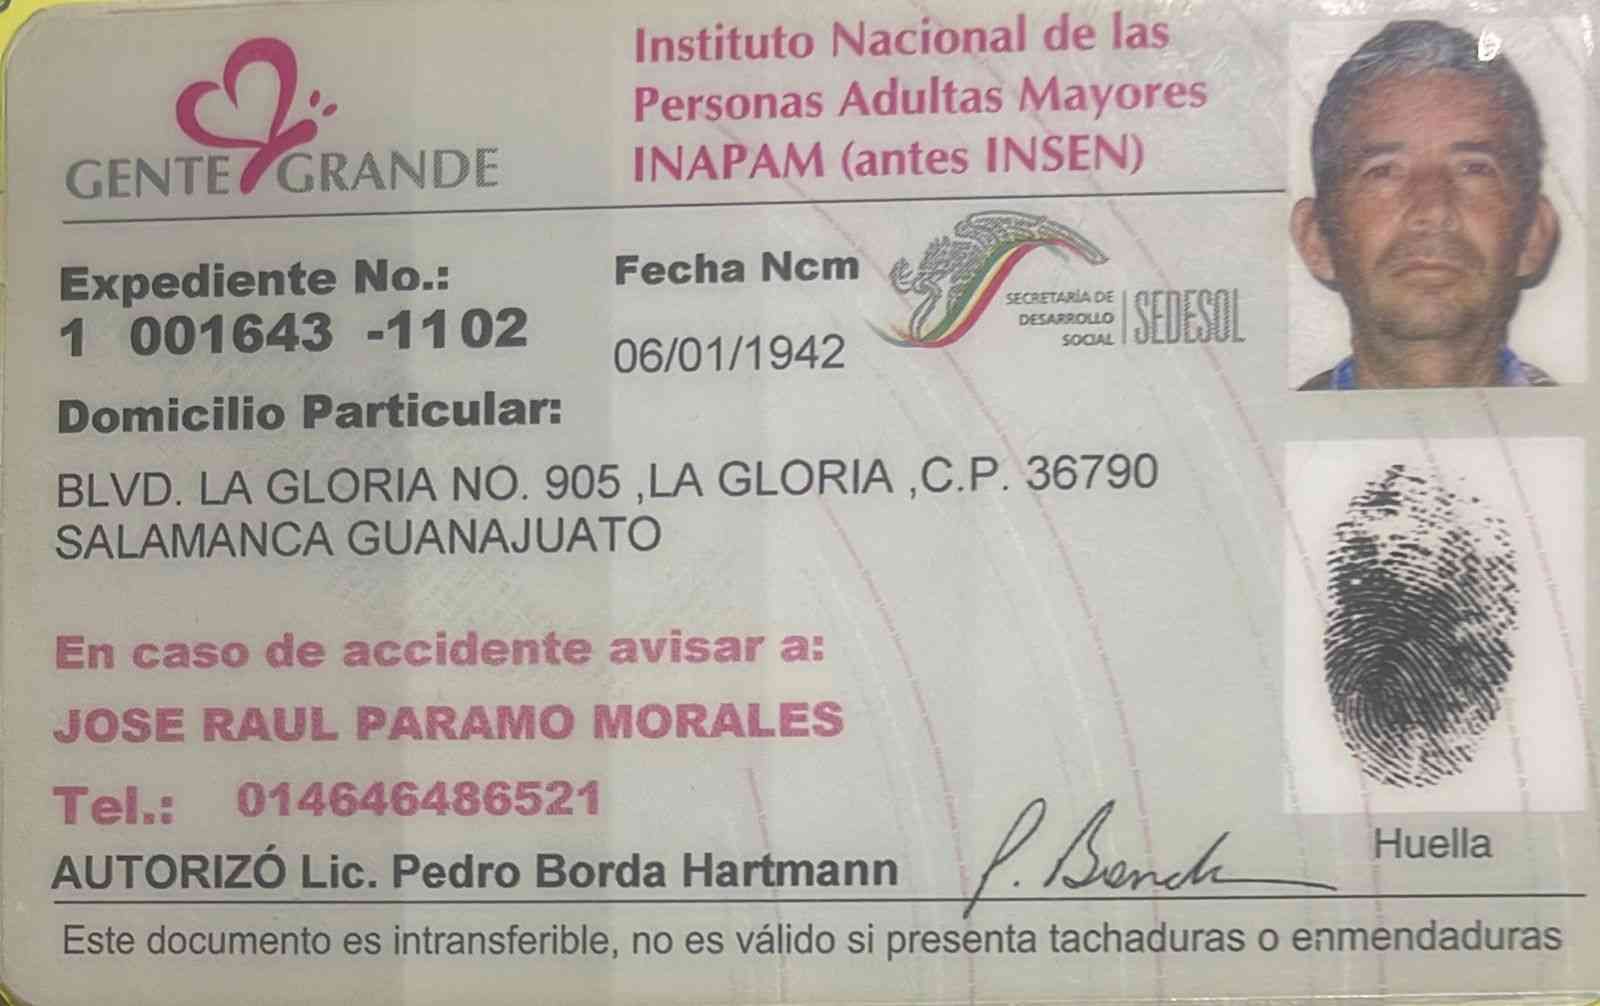 GENTE GRANDE
Instituto Nacional de las
Personas Adultas Mayores
INAPAM (antes INSEN)
Expediente No.:
1 001643 -1102
Fecha Ncm
06/01/1942
SECRETARÍA DE
DESARROLLO
SOCIAL
SEDESOL
Domicilio Particular:
BLVD. LA GLORIA NO. 905 ,LA GLORIA ,C.P. 36790
SALAMANCA GUANAJUATO
En caso de accidente avisar a:
JOSE RAUL PARAMO MORALES
Tel.: 014646486521
AUTORIZÓ Lic. Pedro Borda Hartmann
Huella
Este documento es intransferible, no es válido si presenta tachaduras o enmendaduras